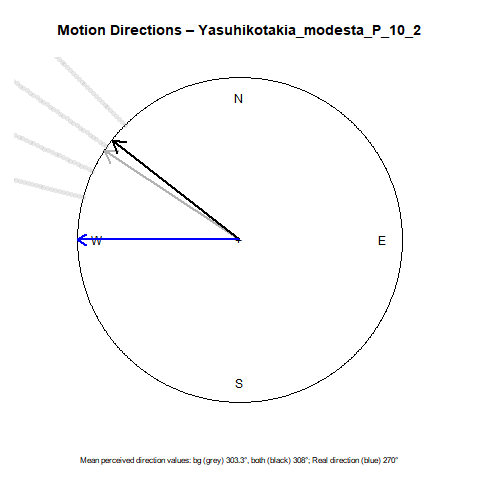 Motion Directions – Yasuhikotakia_modesta_P_10_2
N
W
E
S
Mean perceived direction values: bg (grey) 303.3°, both (black) 308°; Real direction (blue) 270°